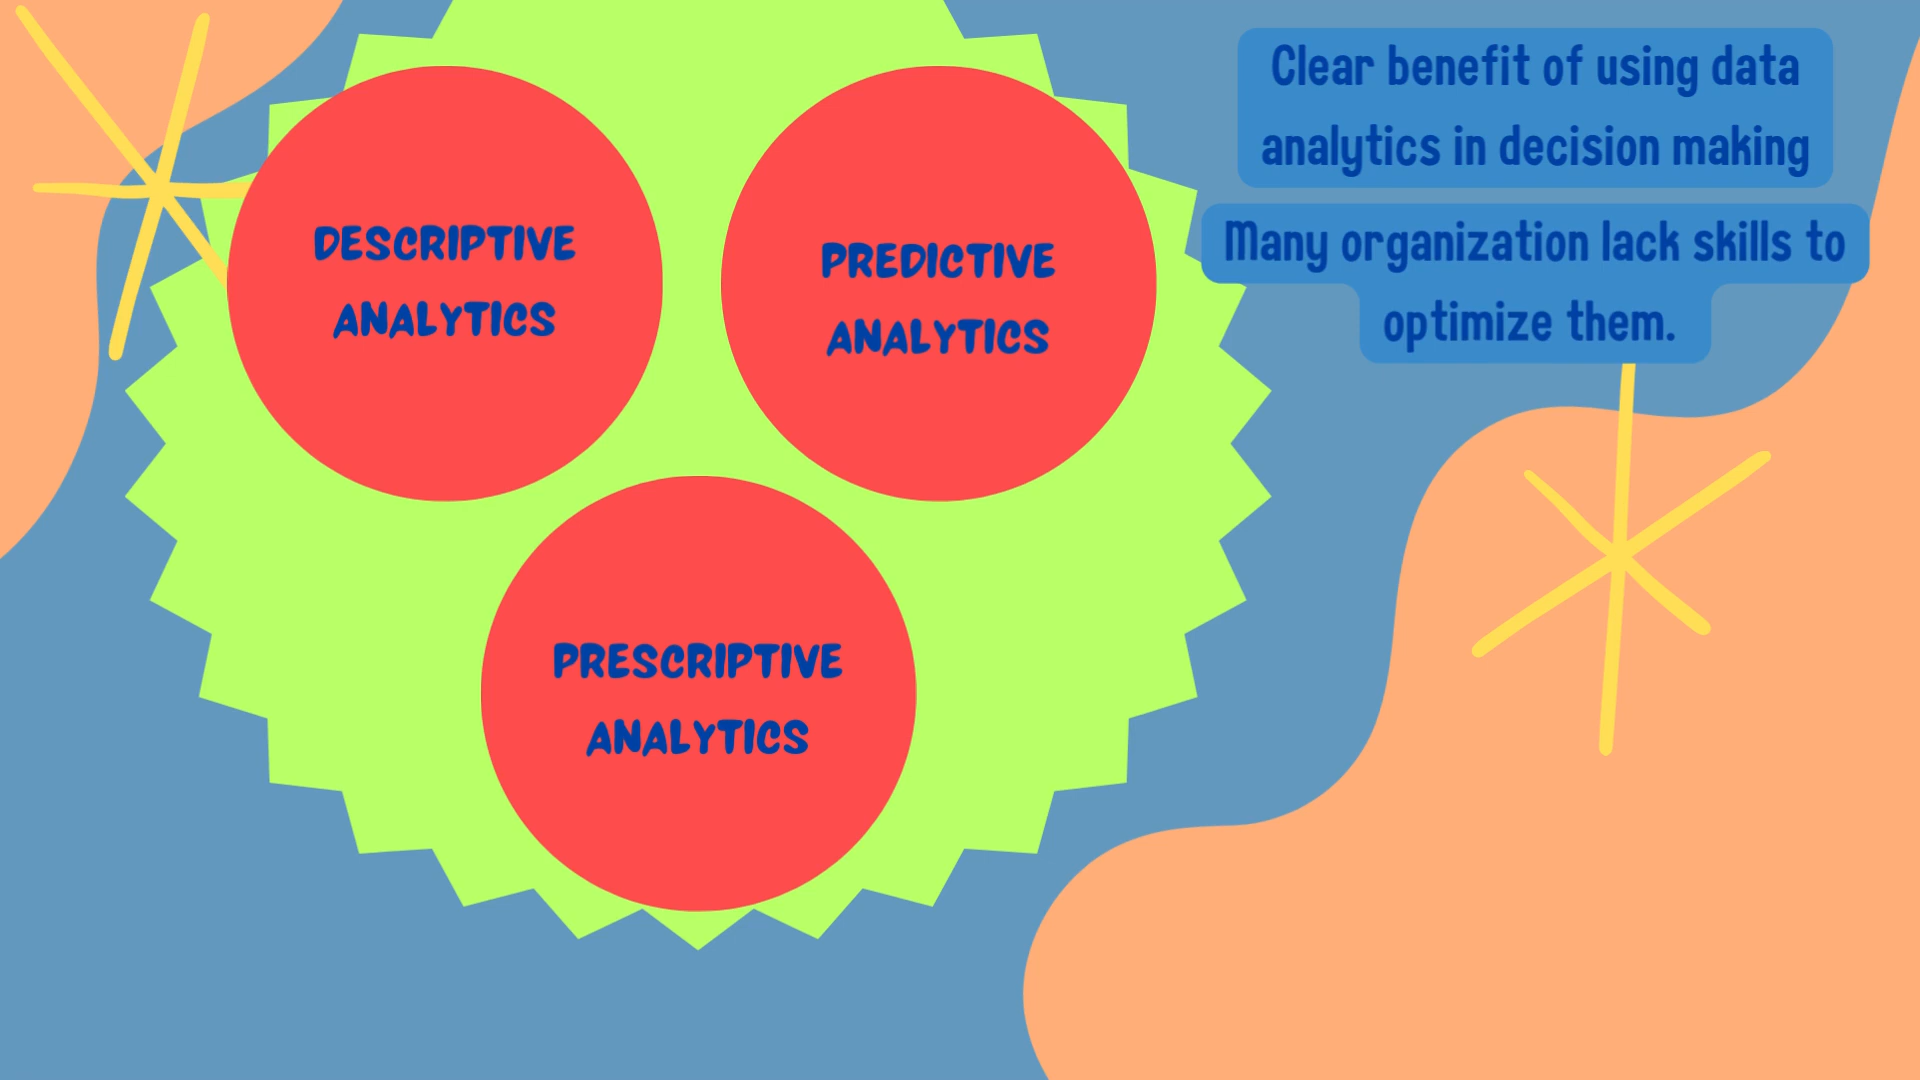 DESCRIPTIVE
ANALYTICS
PREDICTIVE
ANALYTICS
PRESCRIPTIVE
ANALYTICS
Clear benefit of using data
analytics in decision making
Many organization lack skills to
optimize them.